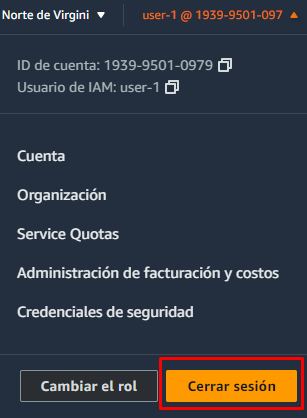 Norte de Virgini user-1 @ 1939-9501-097
ID de cuenta: 1939-9501-0979
Usuario de IAM: user-1
Cuenta
Organización
Service Quotas
Administración de facturación y costos
Credenciales de seguridad
Cambiar el rol Cerrar sesión